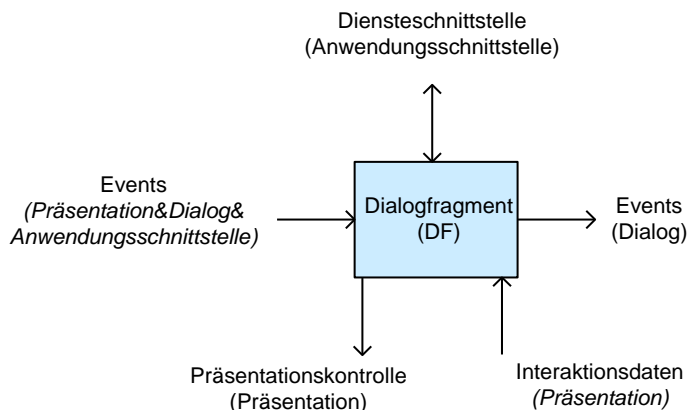 Diensteschnittstelle
(Anwendungsschnittstelle)
Events
(Präsentation&Dialog&
Anwendungsschnittstelle)
Dialogfragment
(DF)
Events
(Dialog)
Präsentationskontrolle
(Präsentation)
Interaktionsdaten
(Präsentation)